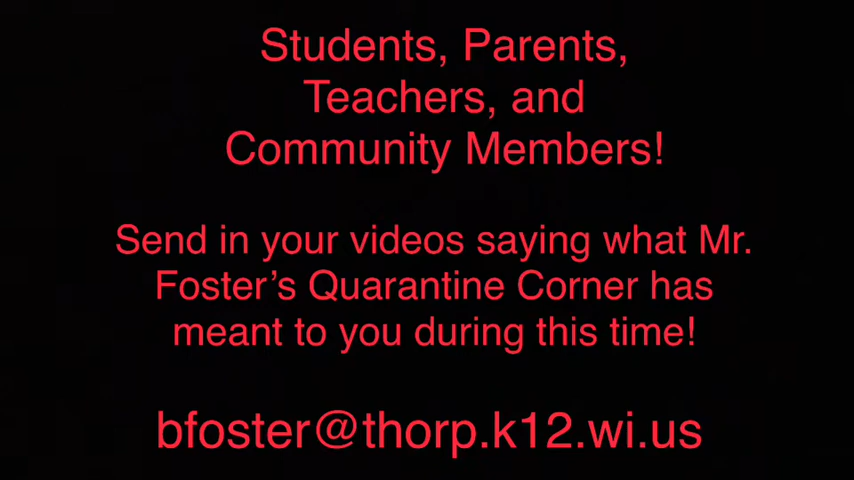 Students, Parents,
Teachers, and
Community Members!
Send in your videos saying what Mr.
Foster’s Quarantine Corner has
meant to you during this time!
bfoster@thorp.k12.wi.us